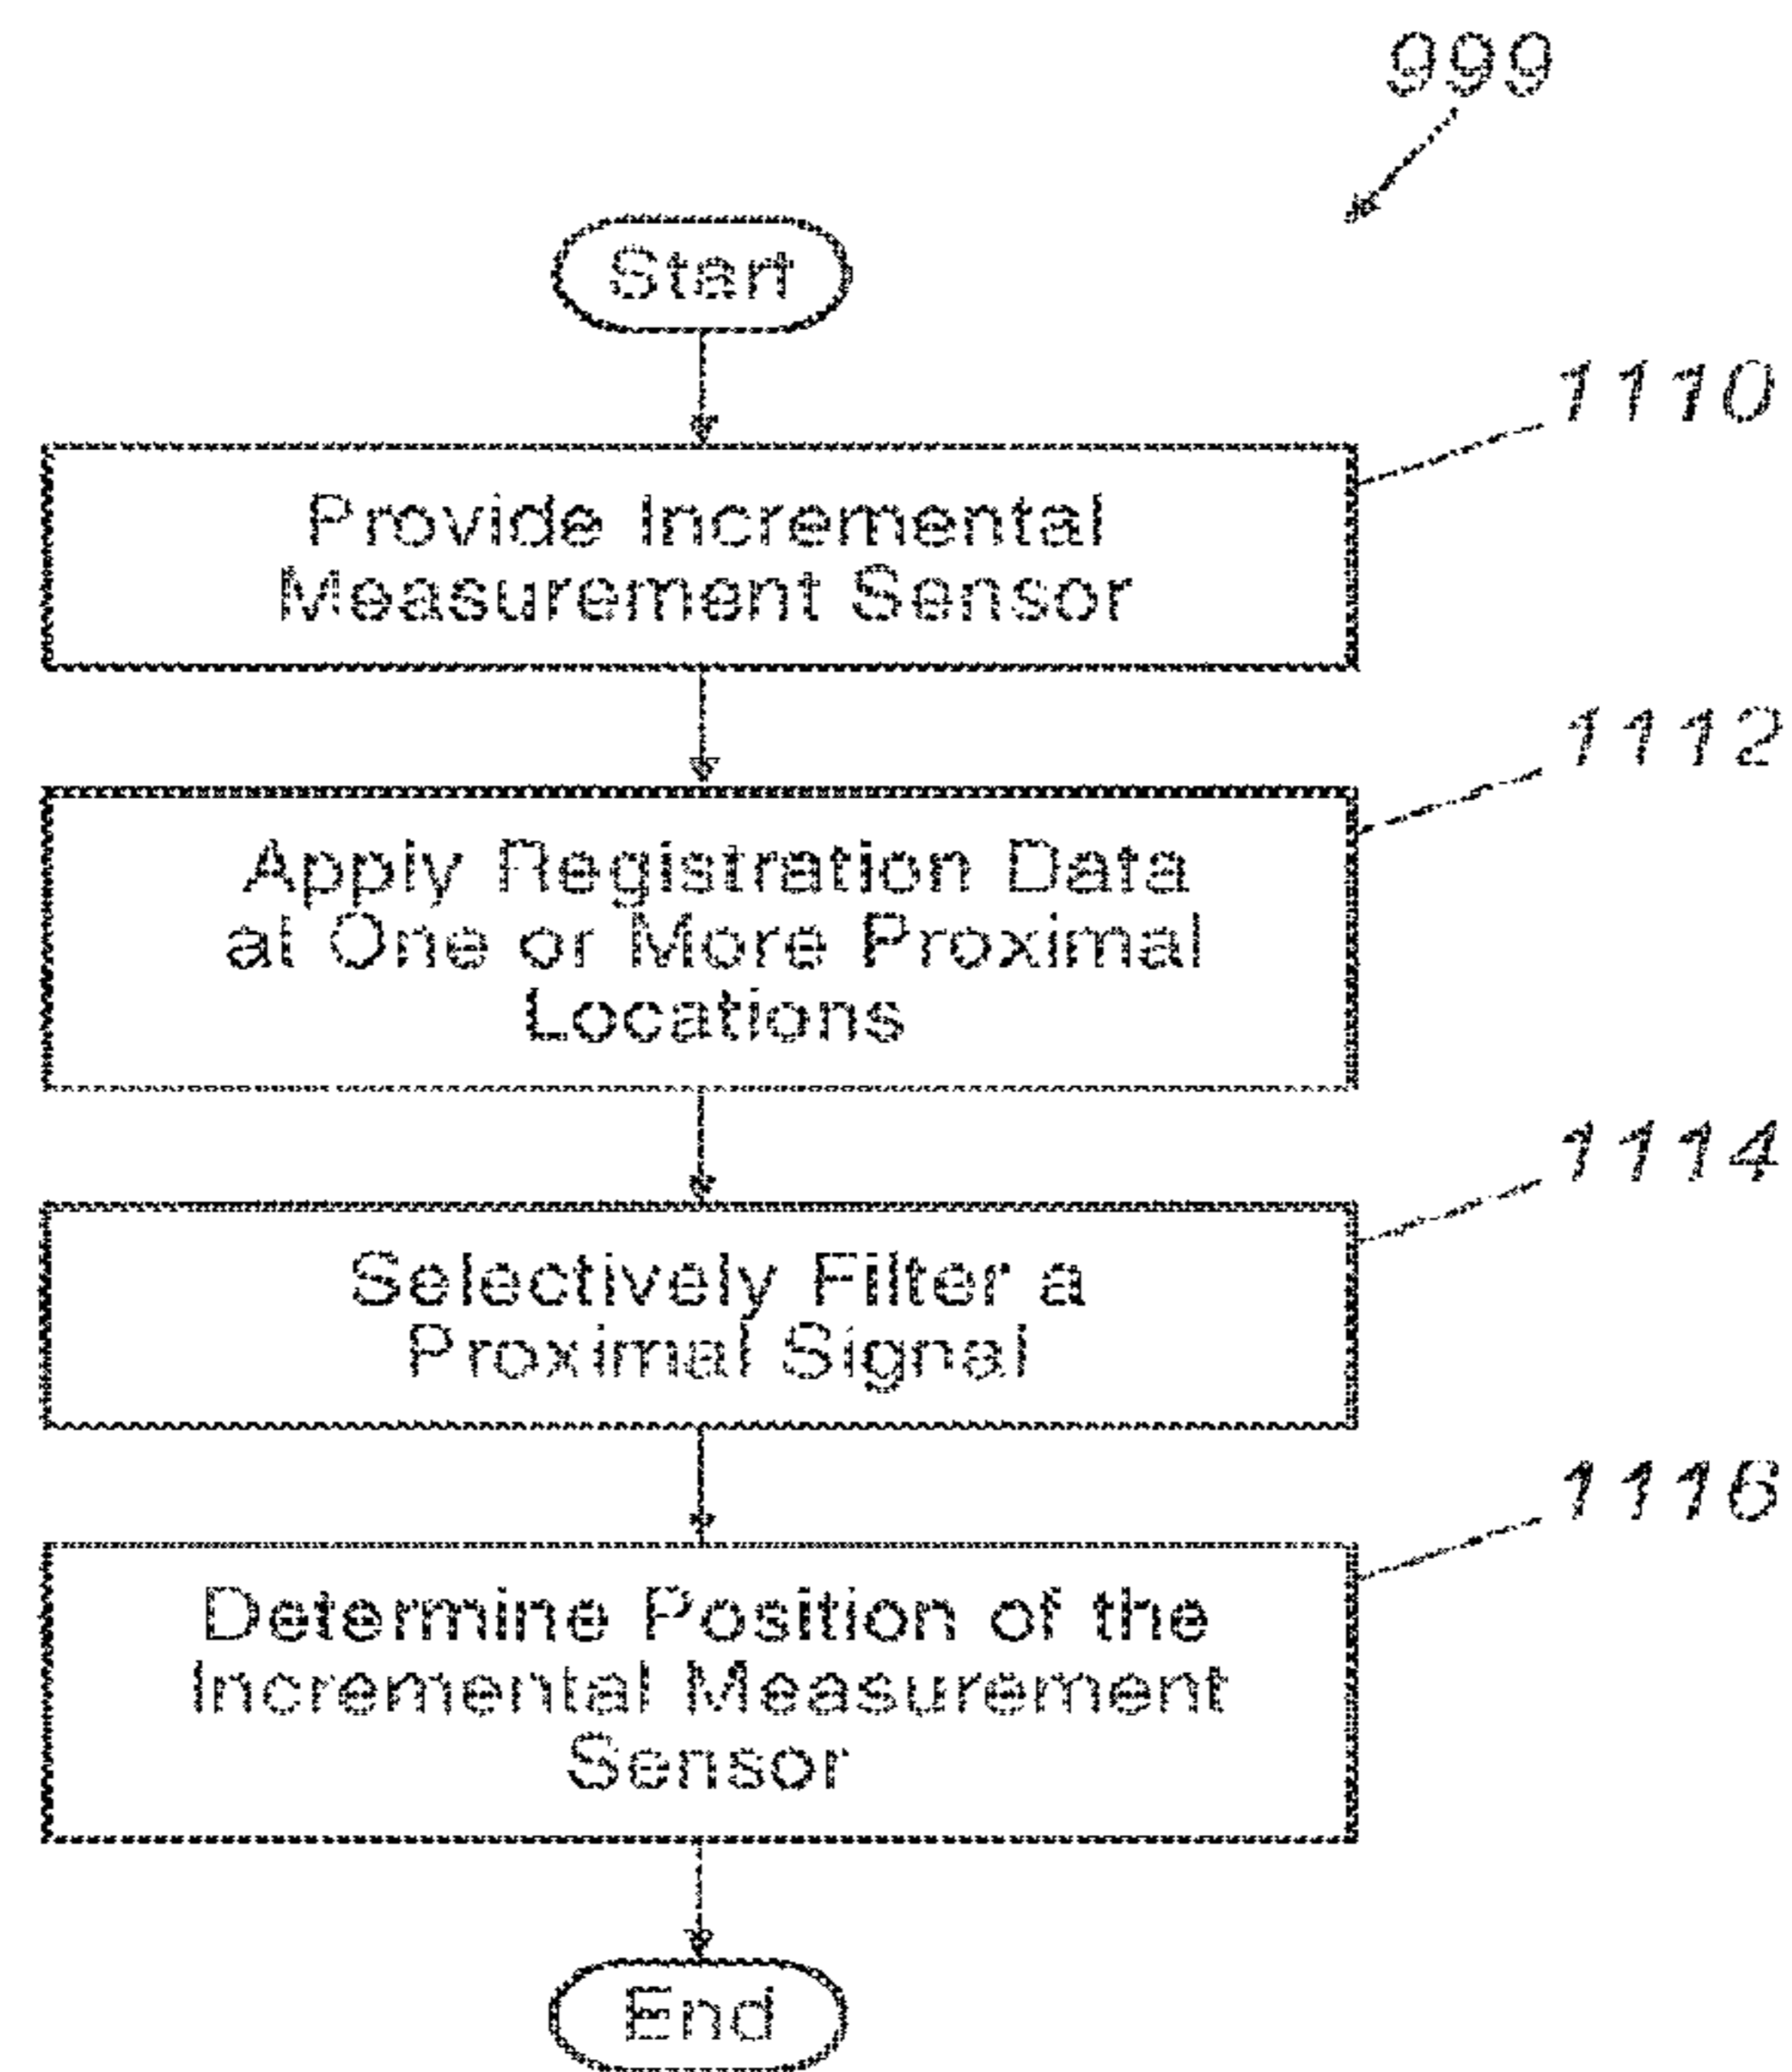 999
Start
1110
Provide Incremental
Measurement Sensor
1112
Apply Registration Data
at One or More Proximal
Locations
1114
Selectively Filter a
Proximal Signal
1116
Determine Position of the
Incremental Measurement
Sensor
End